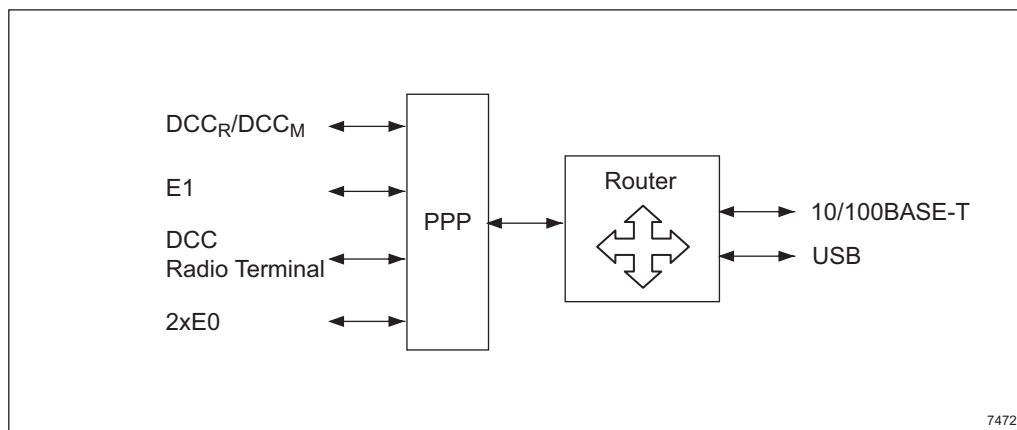 DCCR/DCCM
E1
DCC
Radio Terminal
2xE0
PPP
Router
10/100BASE-T
USB
7472